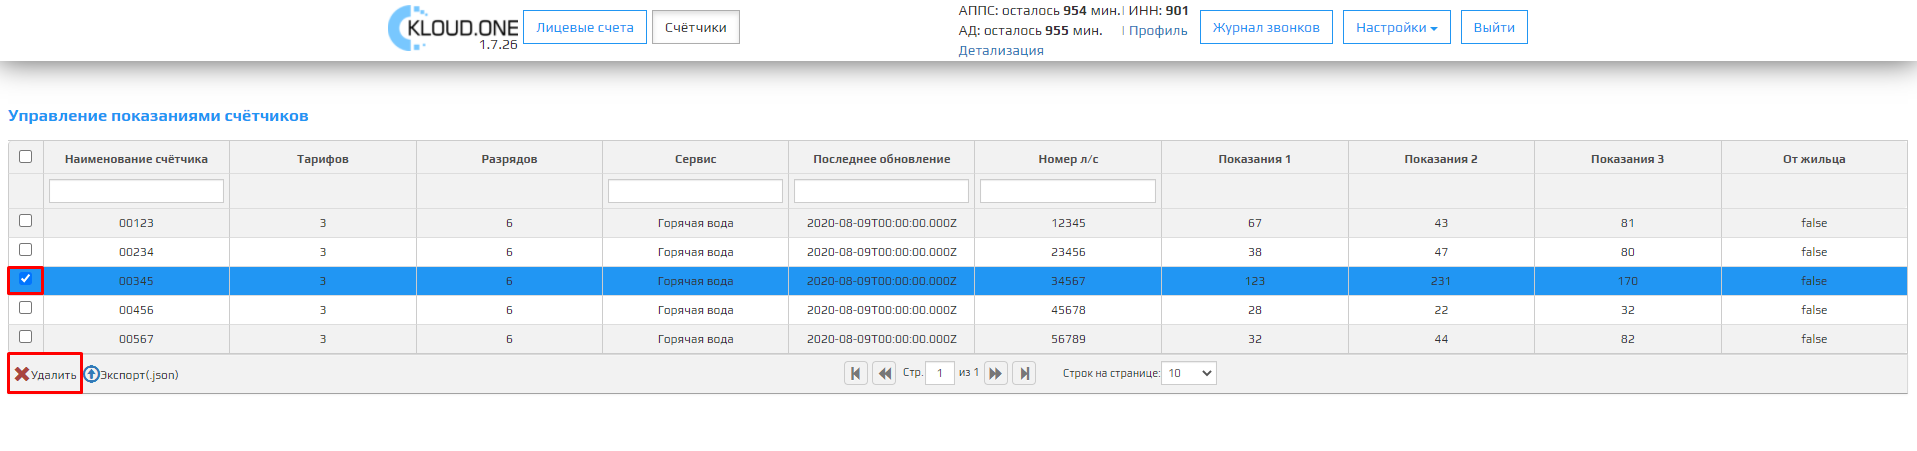 KLOUD.ONE
1.7.26
Лицевые счета
Счётчики
АППС: осталось 954 мин.| ИНН: 901
АД: осталось 955 мин. | Профиль
Детализация
Журнал звонков
Настройки
Выйти
Управление показаниями счётчиков
Наименование счётчика Тарифов Разрядов Сервис Последнее обновление Номер л/с Показания 1 Показания 2 Показания 3 От жильца
00123 3 6 Горячая вода 2020-08-09T00:00:00.000Z 12345 67 43 81 false
00234 3 6 Горячая вода 2020-08-09T00:00:00.000Z 23456 38 47 80 false
00345 3 6 Горячая вода 2020-08-09T00:00:00.000Z 34567 123 231 170 false
00456 3 6 Горячая вода 2020-08-09T00:00:00.000Z 45678 28 22 32 false
00567 3 6 Горячая вода 2020-08-09T00:00:00.000Z 56789 32 44 82 false
Удалить Экспорт(.json) Стр. 1 из 1 Строк на странице: 10